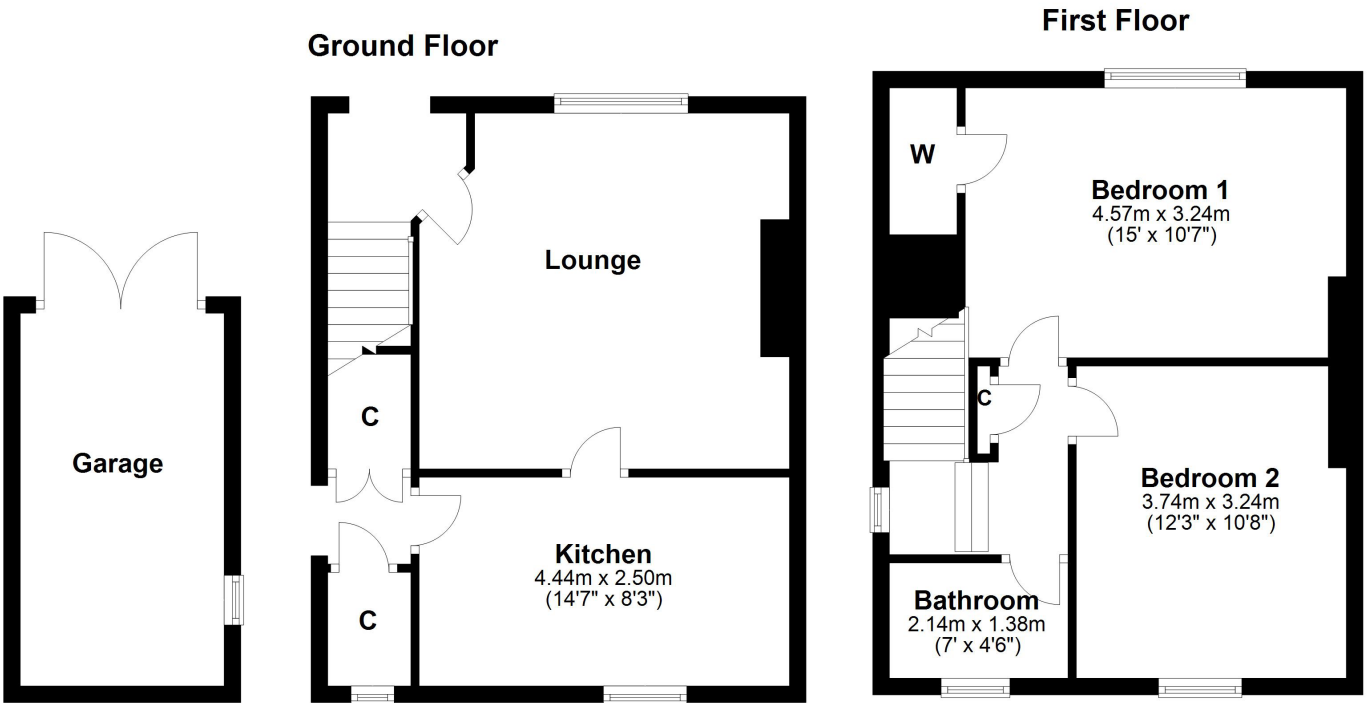 Ground Floor
Garage
Lounge
C
Kitchen
4.44m x 2.50m
(14'7" x 8'3")
C
First Floor
W
Bedroom 1
4.57m x 3.24m
(15' x 10'7")
C
Bedroom 2
3.74m x 3.24m
(12'3" x 10'8")
Bathroom
2.14m x 1.38m
(7' x 4'6")